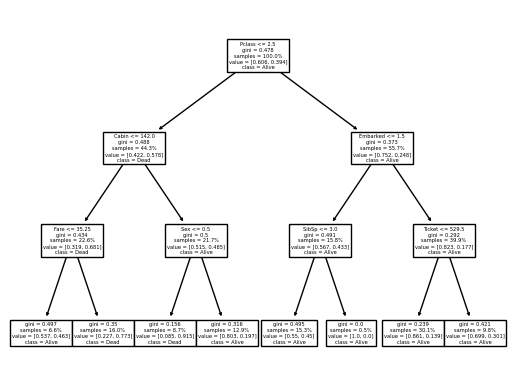 Pclass <= 2.5
gini = 0.478
samples = 100.0%
value = [0.606, 0.394]
class = Alive
Cabin <= 142.0
gini = 0.488
samples = 44.3%
value = [0.422, 0.578]
class = Dead
Embarked <= 1.5
gini = 0.373
samples = 55.7%
value = [0.752, 0.248]
class = Alive
Fare <= 35.25
gini = 0.434
samples = 22.6%
value = [0.319, 0.681]
class = Dead
Sex <= 0.5
gini = 0.5
samples = 21.7%
value = [0.515, 0.485]
class = Alive
SibSp <= 3.0
gini = 0.491
samples = 15.8%
value = [0.567, 0.433]
class = Alive
Ticket <= 529.5
gini = 0.292
samples = 39.9%
value = [0.823, 0.177]
class = Alive
gini = 0.497
samples = 6.6%
value = [0.537, 0.463]
class = Alive
gini = 0.35
samples = 16.0%
value = [0.227, 0.773]
class = Dead
gini = 0.156
samples = 8.7%
value = [0.085, 0.915]
class = Dead
gini = 0.316
samples = 12.9%
value = [0.803, 0.197]
class = Alive
gini = 0.495
samples = 15.3%
value = [0.55, 0.45]
class = Alive
gini = 0.0
samples = 0.5%
value = [1.0, 0.0]
class = Alive
gini = 0.239
samples = 30.1%
value = [0.861, 0.139]
class = Alive
gini = 0.421
samples = 9.8%
value = [0.699, 0.301]
class = Alive